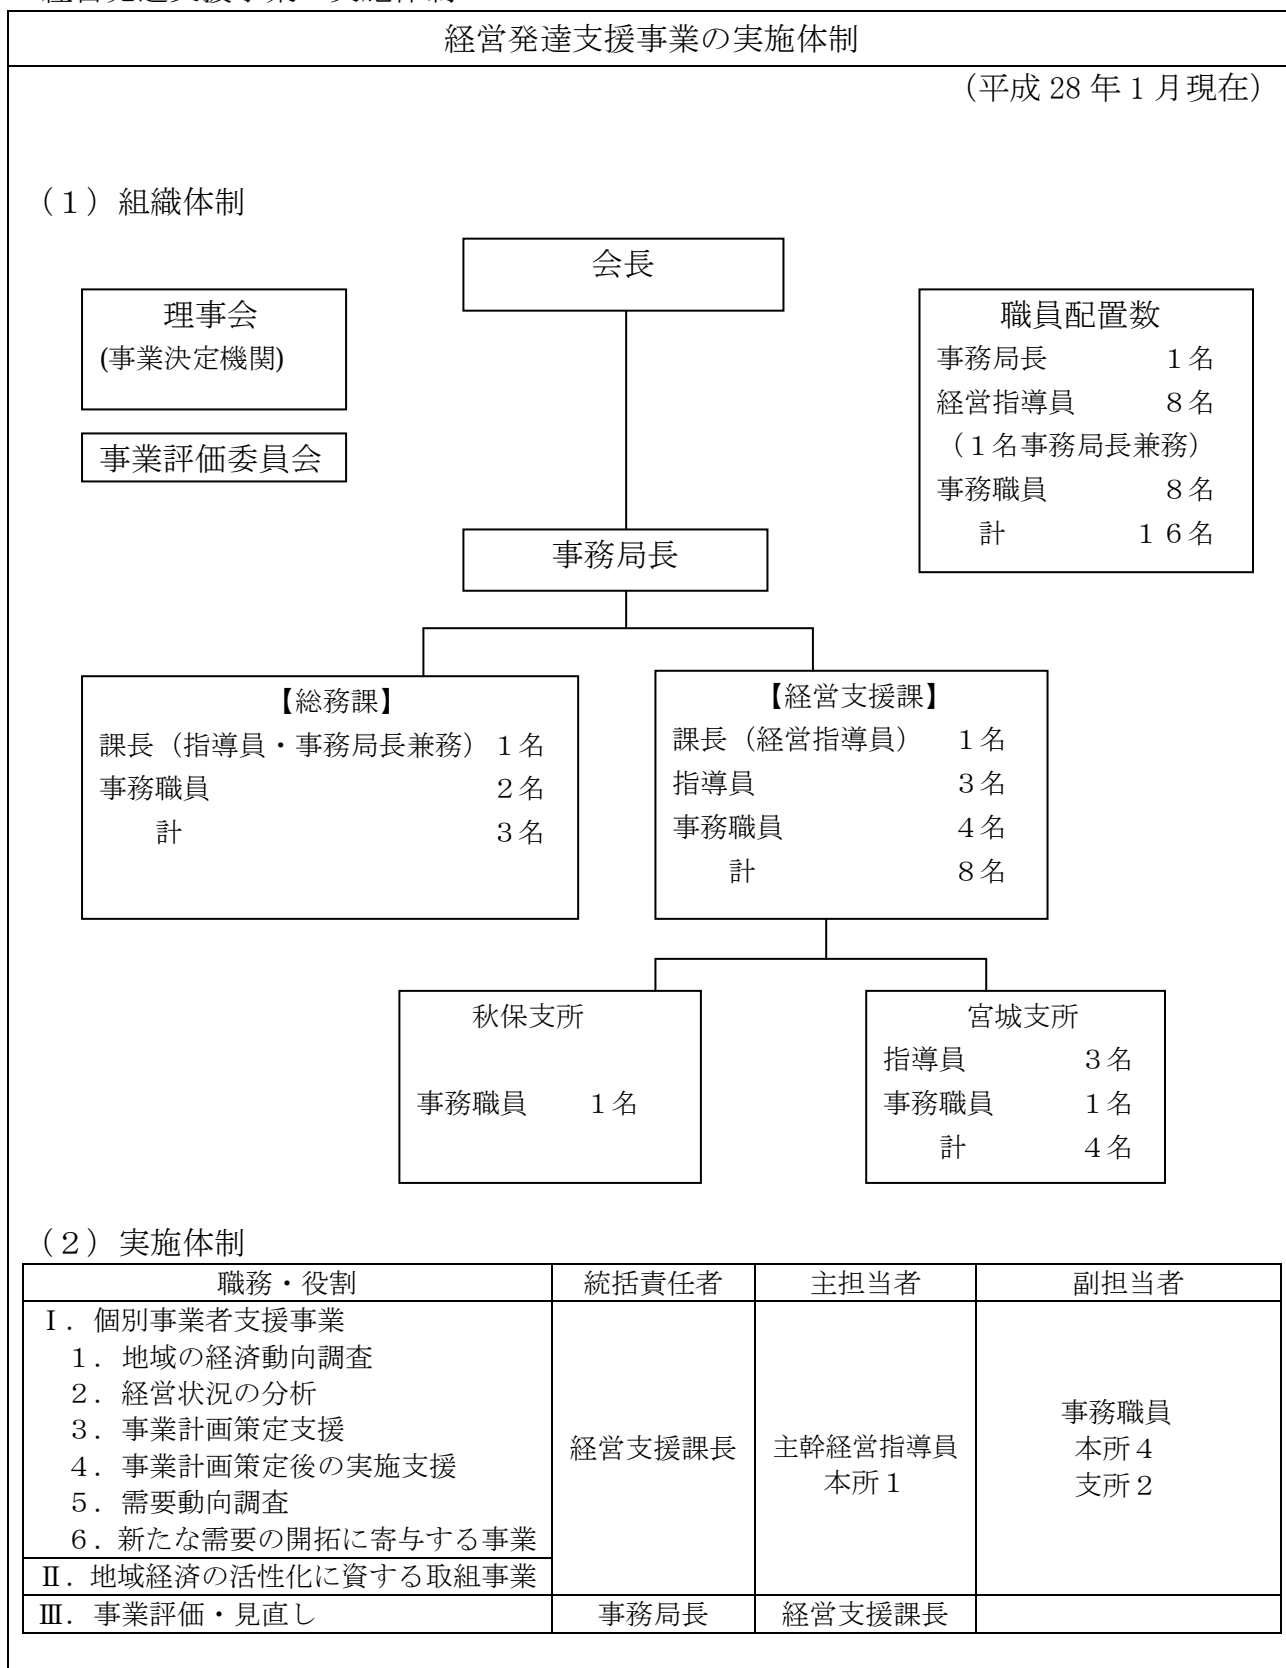 経営発達支援事業の実施体制
(平成 28 年 1 月現在)
(1)組織体制
会長
理事会
(事業決定機関)
事業評価委員会
職員配置数
事務局長 1名
経営指導員 8名
(1名事務局長兼務)
事務職員 8名
計 16名
事務局長
【総務課】
課長(指導員・事務局長兼務) 1名
事務職員 2名
計 3名
【経営支援課】
課長(経営指導員) 1名
指導員 3名
事務職員 4名
計 8名
秋保支所
事務職員 1名
宮城支所
指導員 3名
事務職員 1名
計 4名
(2)実施体制
職務・役割 統括責任者 主担当者 副担当者
Ⅰ.個別事業者支援事業
1.地域の経済動向調査
2.経営状況の分析
3.事業計画策定支援
4.事業計画策定後の実施支援
5.需要動向調査
6.新たな需要の開拓に寄与する事業
Ⅱ.地域経済の活性化に資する取組事業
経営支援課長
主幹経営指導員
本所1
事務職員
本所4
支所2
Ⅲ.事業評価・見直し 事務局長 経営支援課長